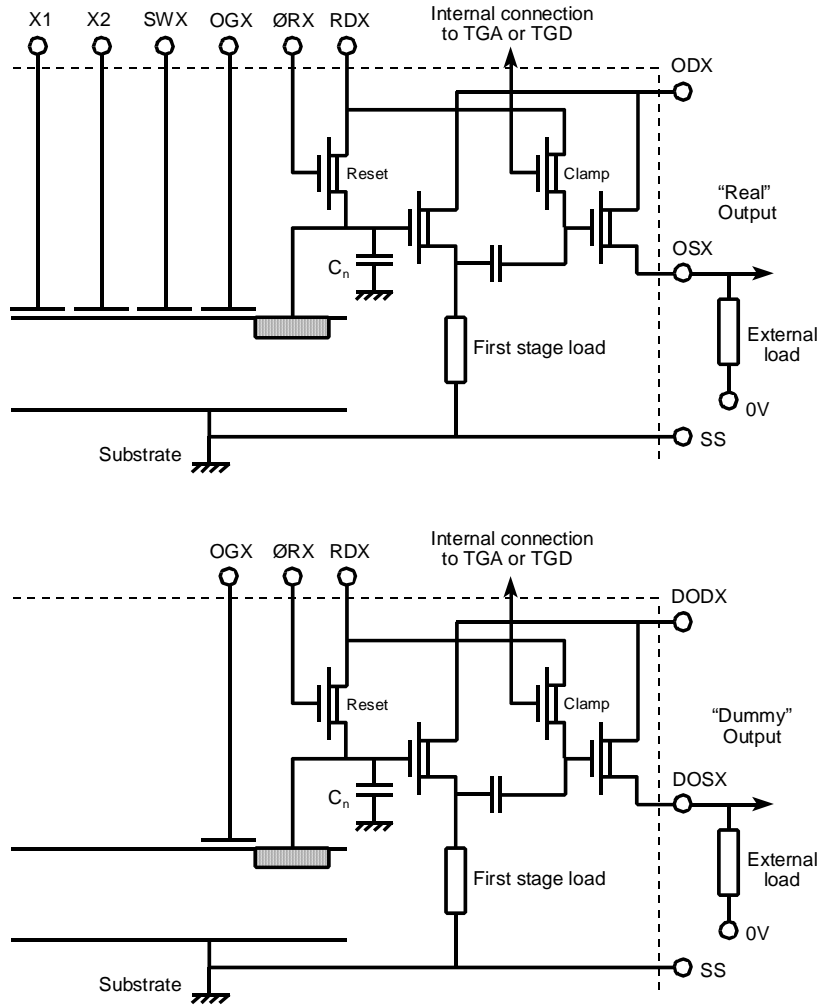 X1 X2 SWX OGX ØRX RDX
Internal connection
to TGA or TGD
ODX
Reset
Clamp
“Real”
Output
OSX
Cn
First stage load
External
load
0V
Substrate
SS
OGX ØRX RDX
Internal connection
to TGA or TGD
DODX
Reset
Clamp
“Dummy”
Output
DOSX
Cn
First stage load
External
load
0V
Substrate
SS